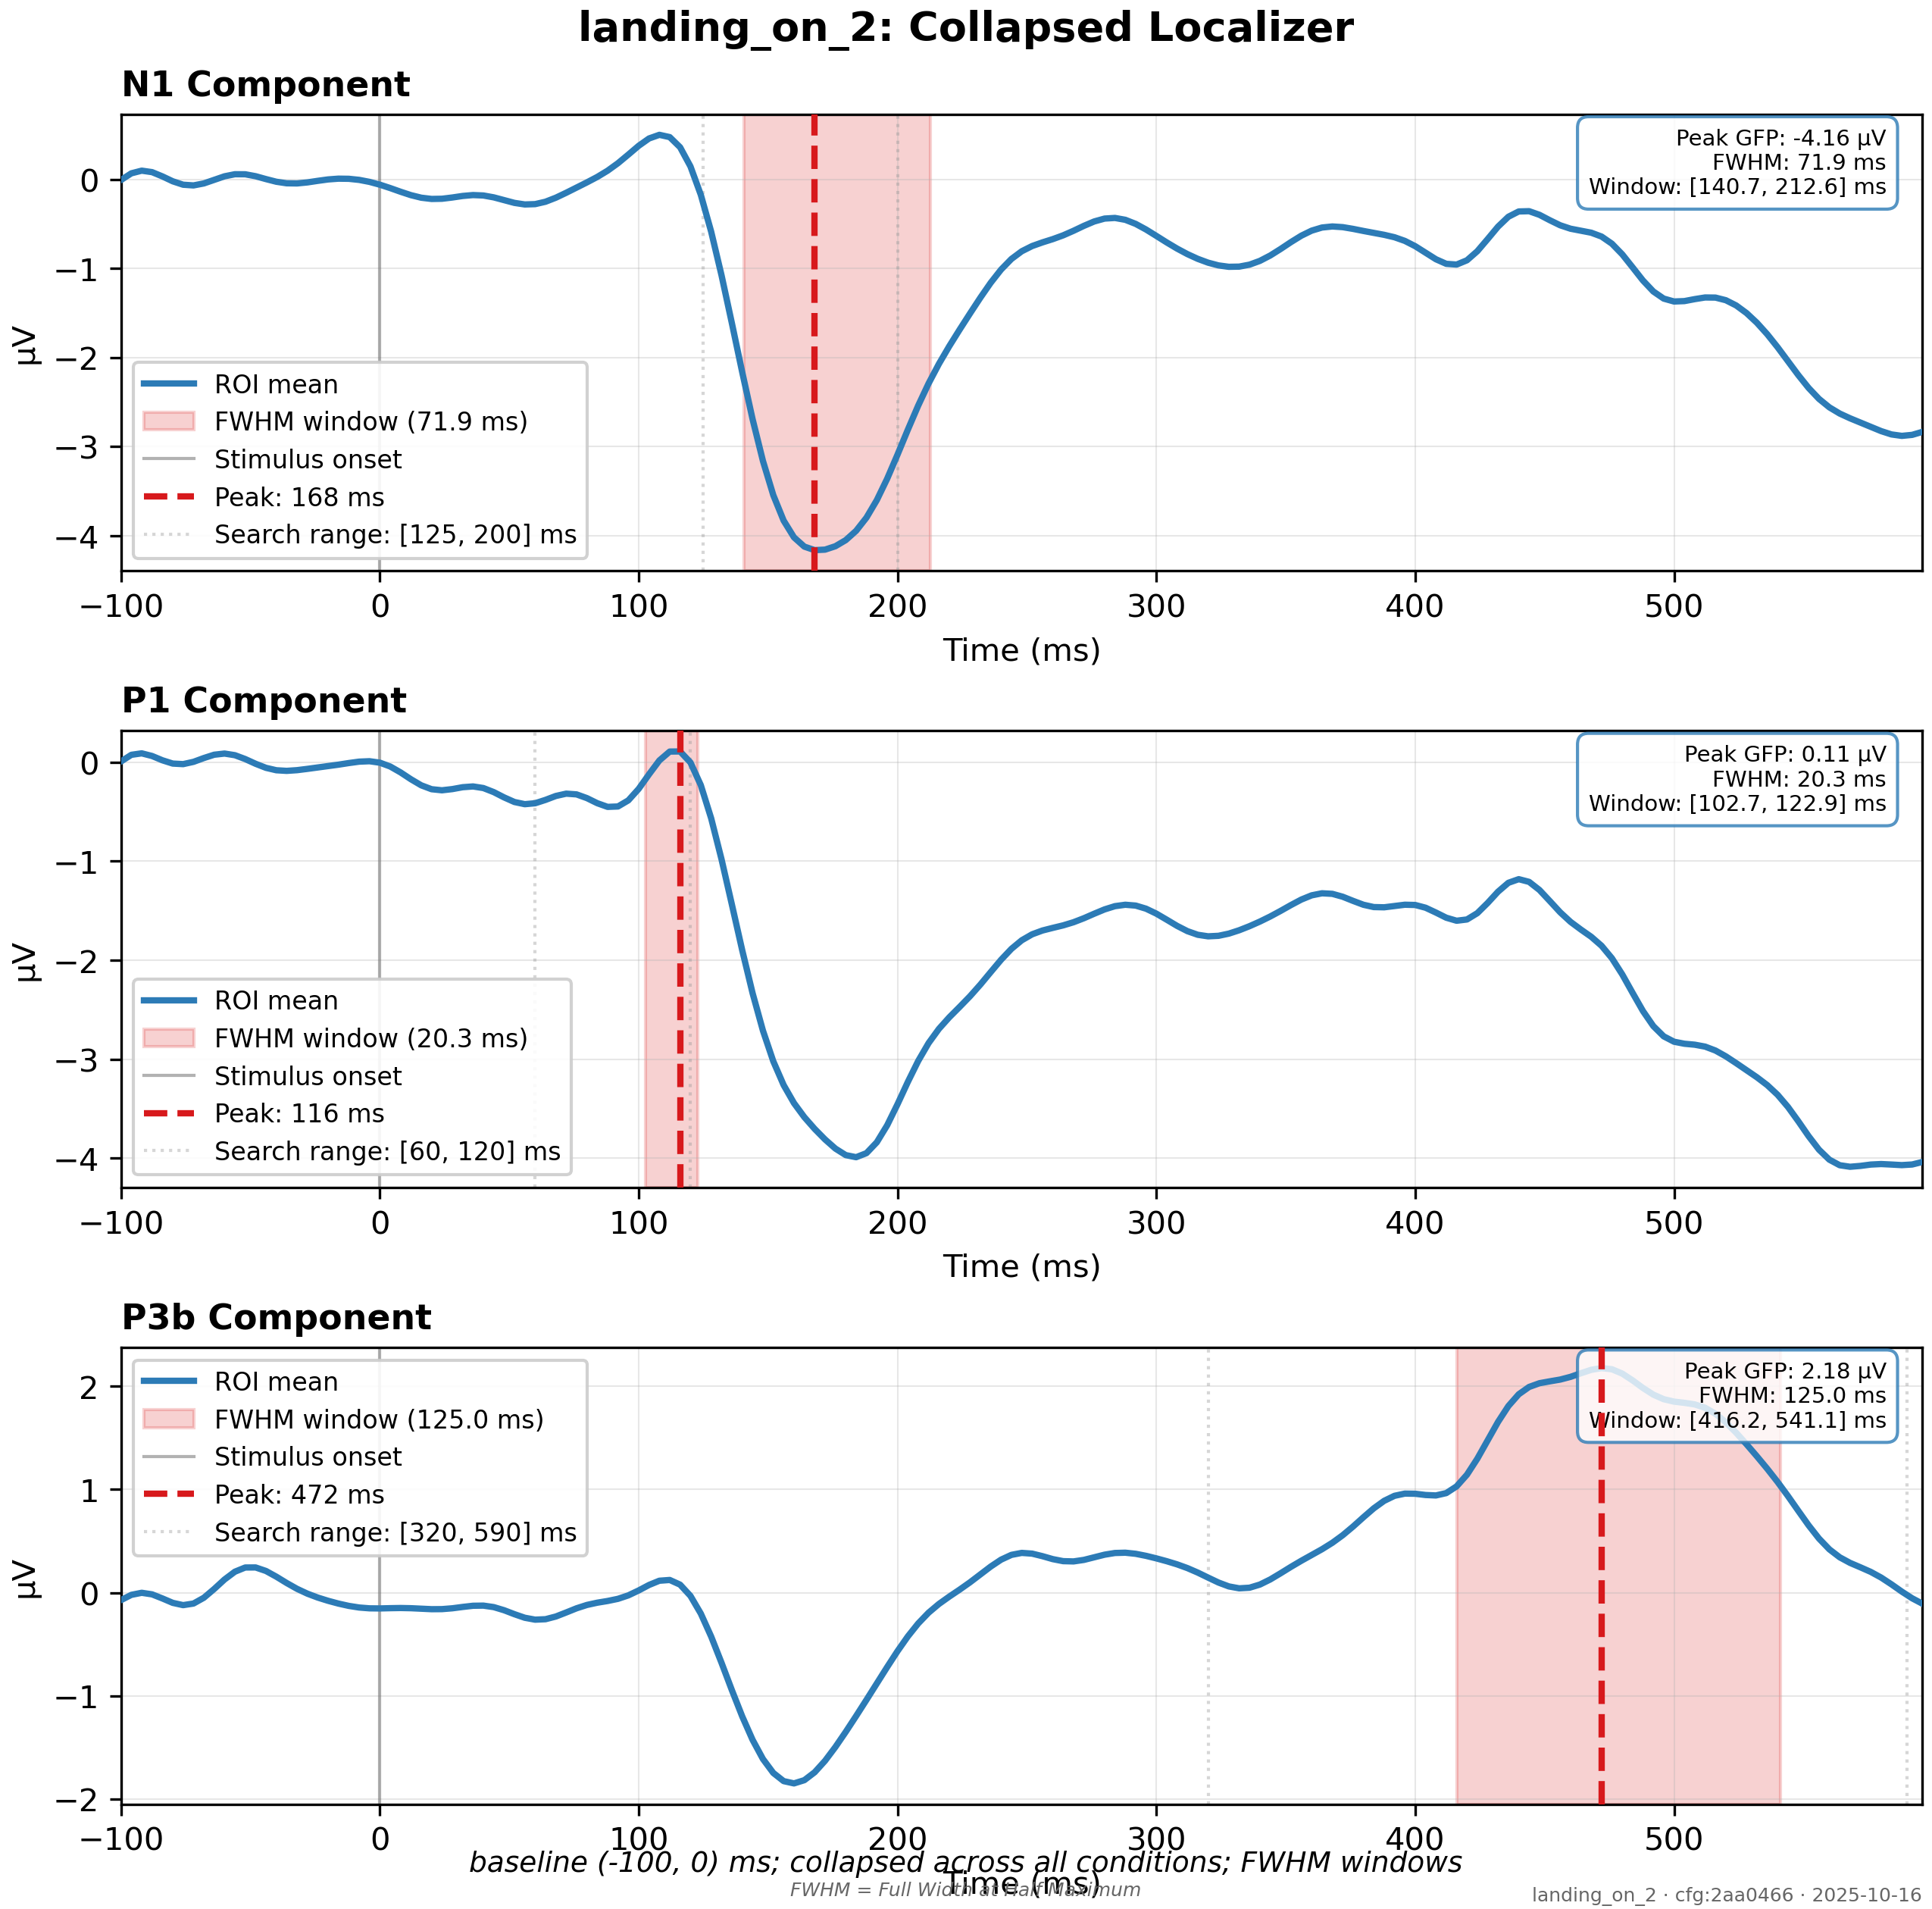 landing_on_2: Collapsed Localizer
N1 Component
Peak GFP: -4.16 µV
FWHM: 71.9 ms
Window: [140.7, 212.6] ms
0
−1
−2
−3
−4
µV
ROI mean
FWHM window (71.9 ms)
Stimulus onset
Peak: 168 ms
Search range: [125, 200] ms
−100 0 100 200 300 400 500
Time (ms)
P1 Component
Peak GFP: 0.11 µV
FWHM: 20.3 ms
Window: [102.7, 122.9] ms
0
−1
−2
−3
−4
µV
ROI mean
FWHM window (20.3 ms)
Stimulus onset
Peak: 116 ms
Search range: [60, 120] ms
−100 0 100 200 300 400 500
Time (ms)
P3b Component
Peak GFP: 2.18 µV
FWHM: 125.0 ms
Window: [416.2, 541.1] ms
ROI mean
FWHM window (125.0 ms)
Stimulus onset
Peak: 472 ms
Search range: [320, 590] ms
2
1
0
−1
−2
µV
−100 0 100 200 300 400 500
baseline (-100, 0) ms; collapsed across all conditions; FWHM windows
Time (ms)
FWHM = Full Width at Half Maximum
landing_on_2 · cfg:2aa0466 · 2025-10-16